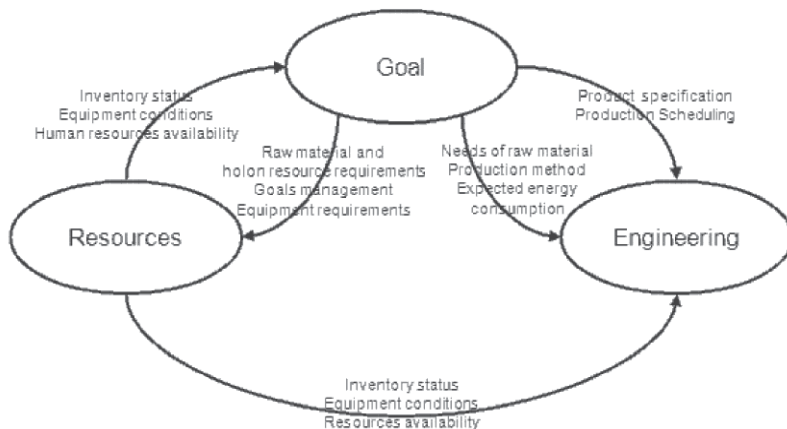 Goal
Inventory status
Equipment conditions
Human resources availability
Product specification
Production Scheduling
Raw material and
holon resource requirements
Goals management
Equipment requirements
Needs of raw material
Production method
Expected energy
consumption
Resources
Engineering
Inventory status
Equipment conditions
Resources availability